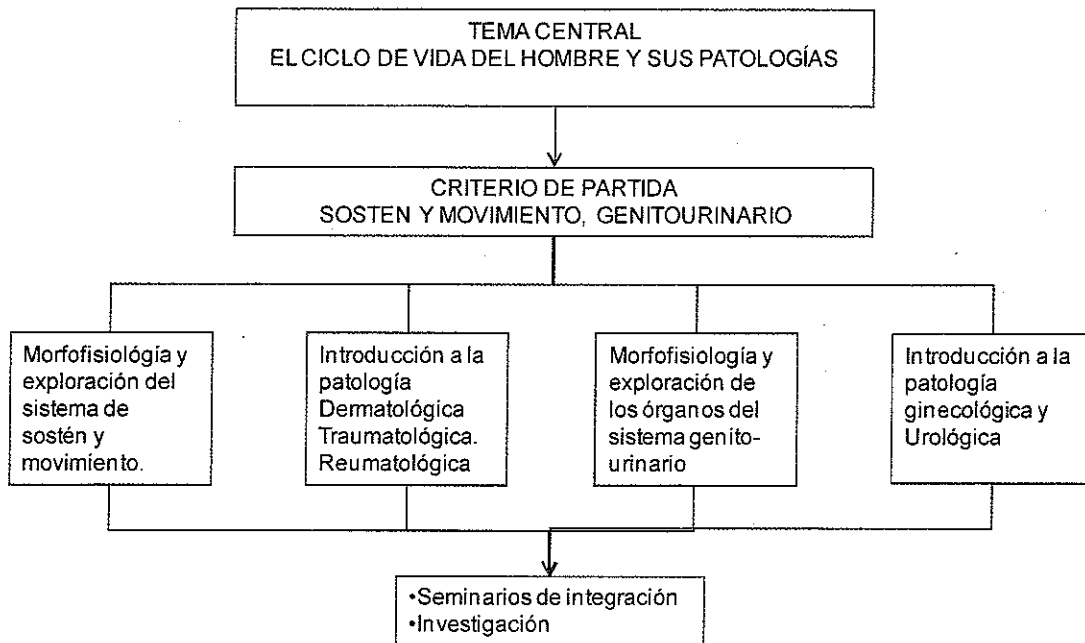 TEMA CENTRAL
EL CICLO DE VIDA DEL HOMBRE Y SUS PATOLOGÍAS
CRITERIO DE PARTIDA
SOSTEN Y MOVIMIENTO, GENITOURINARIO
Morfofisiológía y
exploración del
sistema de
sostén y
movimiento.
Introducción a la
patología
Dermatológica
Traumatológica.
Reumatológica
Morfofisiología y
exploración de
los órganos del
sistema genito-
urinario
Introducción a la
patología
ginecológica y
Urológica
•Seminarios de integración
•Investigación